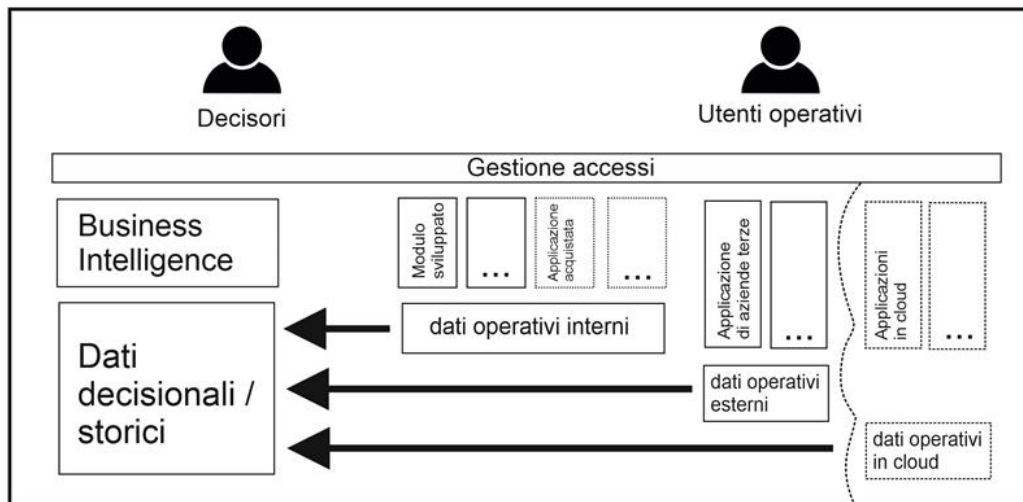 Decisori
Utenti operativi
Gestione accessi
Business
Intelligence
Modulo
sviluppato
...
Applicazione
acquistata
...
Applicazione
di aziende terze
...
Applicazioni
in cloud
...
dati operativi interni
Dati
decisionali /
storici
dati operativi
esterni
dati operativi
in cloud